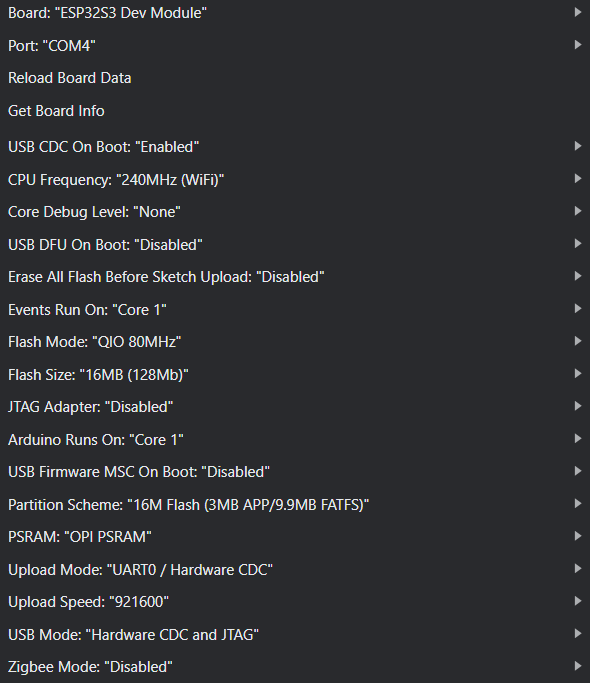 Board: "ESP32S3 Dev Module"
Port: "COM4"
Reload Board Data
Get Board Info
USB CDC On Boot: "Enabled"
CPU Frequency: "240MHz (WiFi)"
Core Debug Level: "None"
USB DFU On Boot: "Disabled"
Erase All Flash Before Sketch Upload: "Disabled"
Events Run On: "Core 1"
Flash Mode: "QIO 80MHz"
Flash Size: "16MB (128Mb)"
JTAG Adapter: "Disabled"
Arduino Runs On: "Core 1"
USB Firmware MSC On Boot: "Disabled"
Partition Scheme: "16M Flash (3MB APP/9.9MB FATFS)"
PSRAM: "OPI PSRAM"
Upload Mode: "UART0 / Hardware CDC"
Upload Speed: "921600"
USB Mode: "Hardware CDC and JTAG"
Zigbee Mode: "Disabled"